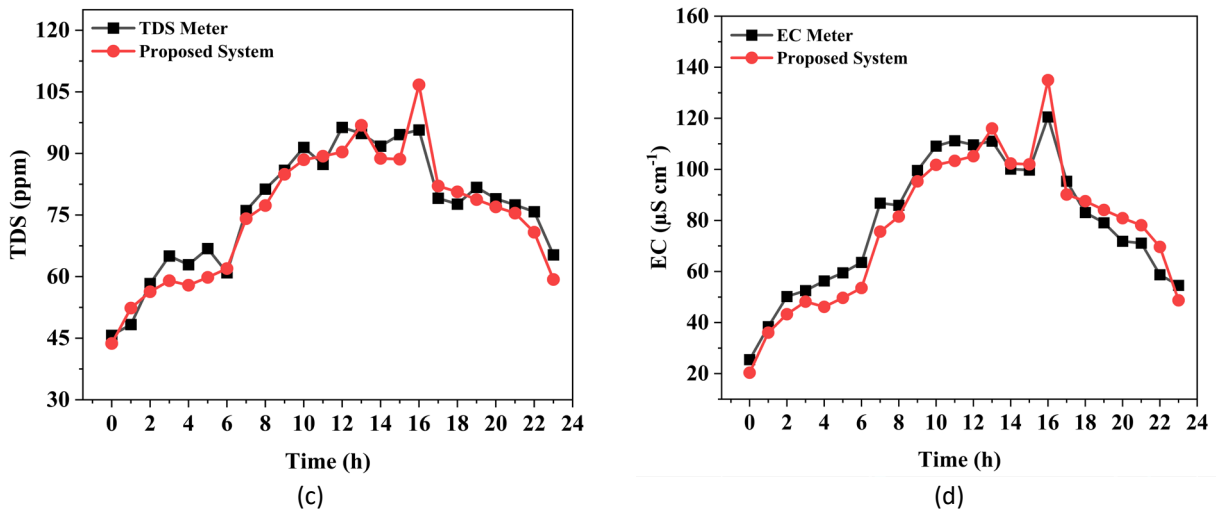 TDS Meter
Proposed System
TDS (ppm)
120
105
90
75
60
45
30
0 2 4 6 8 10 12 14 16 18 20 22 24
Time (h)
(c)
EC Meter
Proposed System
EC (µS cm⁻¹)
160
140
120
100
80
60
40
20
0 2 4 6 8 10 12 14 16 18 20 22 24
Time (h)
(d)